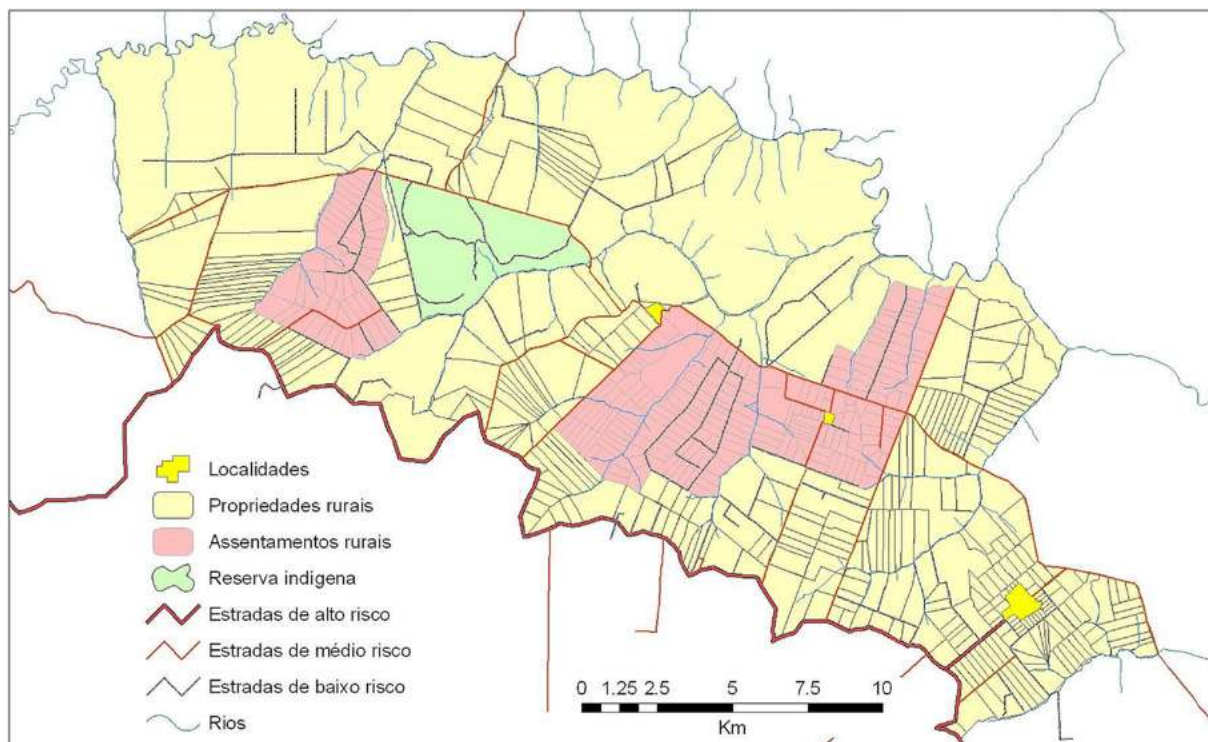 Localidades
Propriedades rurais
Assentamentos rurais
Reserva indigena
Estradas de alto risco
Estradas de médio risco
Estradas de baixo risco
Rios
0 1.25 2.5 5 7.5 10
Km